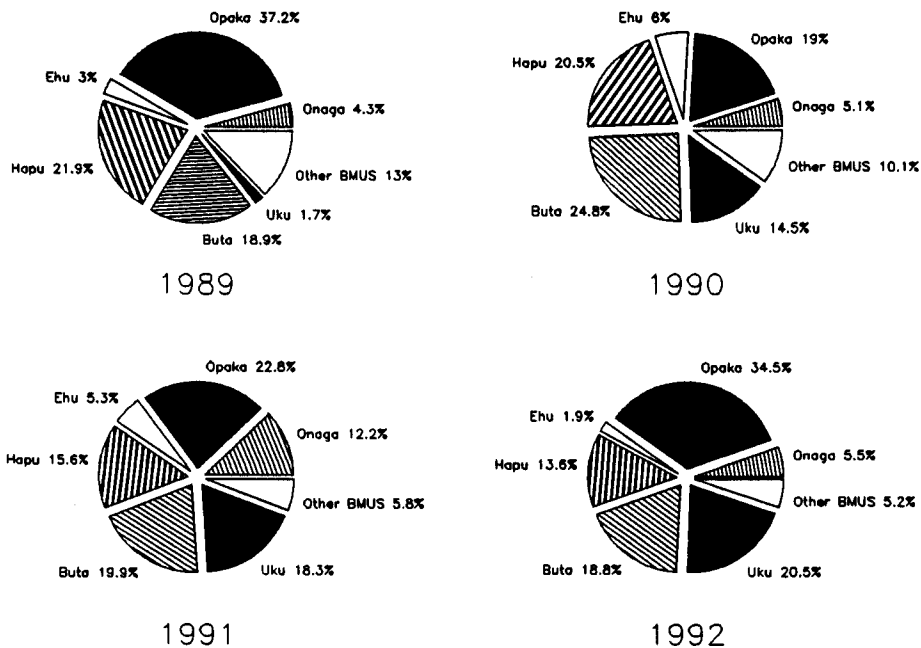 Opaka 37.2%
Ehu 3%
Onaga 4.3%
Hapu 21.9%
Other BMUS 13%
Uku 1.7%
Buta 18.9%
1989
Ehu 6%
Opaka 19%
Hapu 20.5%
Onaga 5.1%
Other BMUS 10.1%
Buta 24.8%
Uku 14.5%
1990
Opaka 22.8%
Ehu 5.3%
Onaga 12.2%
Hapu 15.6%
Other BMUS 5.8%
Buta 19.9%
Uku 18.3%
1991
Opaka 34.5%
Ehu 1.9%
Onaga 5.5%
Hapu 13.6%
Other BMUS 5.2%
Buta 18.8%
Uku 20.5%
1992